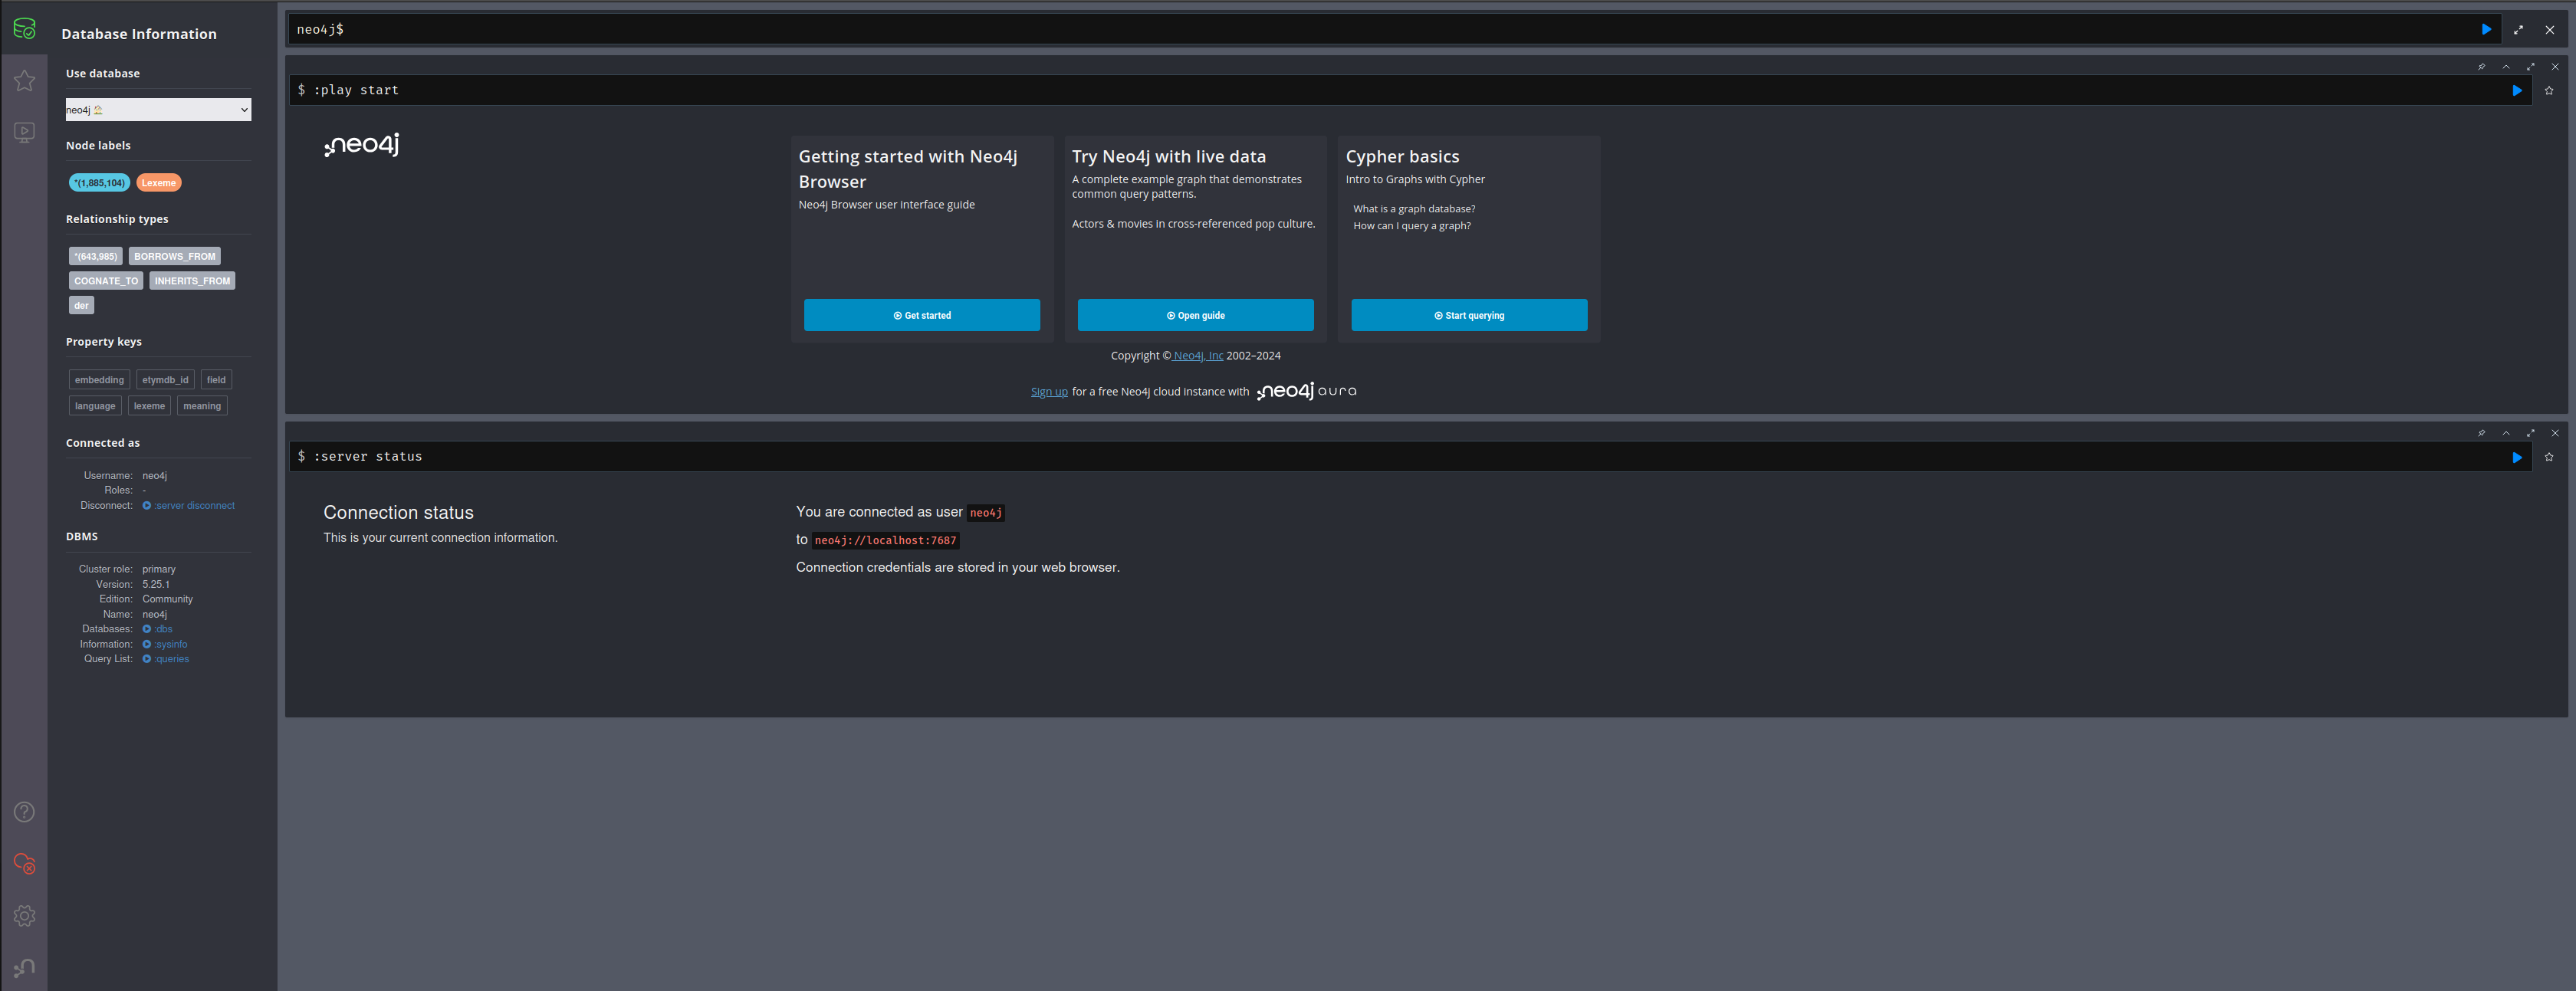 Database Information
Use database
neo4j
Node labels
*(1,885,104) Lexeme
Relationship types
*(643,985) BORROWS_FROM
COGNATE_TO INHERITS_FROM
der
Property keys
embedding etymdb_id field
language lexeme meaning
Connected as
Username: neo4j
Roles: -
Disconnect: :server disconnect
DBMS
Cluster role: primary
Version: 5.25.1
Edition: Community
Name: neo4j
Databases: :dbs
Information: :sysinfo
Query List: :queries
neo4j$
$ :play start
neo4j
Getting started with Neo4j
Browser
Neo4j Browser user interface guide
Get started
Try Neo4j with live data
A complete example graph that demonstrates
common query patterns.
Actors & movies in cross-referenced pop culture.
Open guide
Cypher basics
Intro to Graphs with Cypher
What is a graph database?
How can I query a graph?
Start querying
Copyright © Neo4j, Inc 2002–2024
Sign up for a free Neo4j cloud instance with neo4j aura
$ :server status
Connection status
This is your current connection information.
You are connected as user neo4j
to neo4j://localhost:7687
Connection credentials are stored in your web browser.